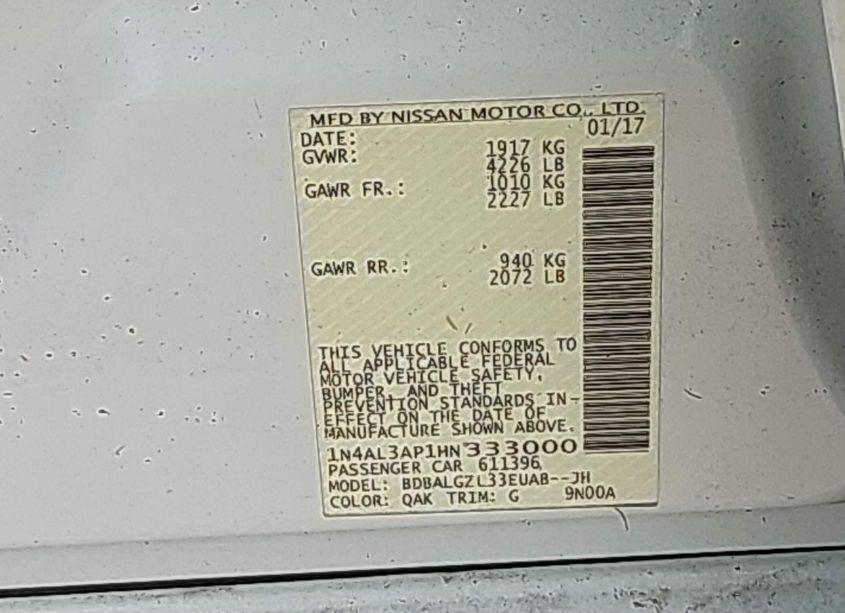 MFD BY NISSAN MOTOR CO., LTD.
DATE: 01/17
GVWR: 1917 KG
4226 LB
GAWR FR.: 1010 KG
2227 LB
GAWR RR.: 940 KG
2072 LB
THIS VEHICLE CONFORMS TO
ALL APPLICABLE FEDERAL
MOTOR VEHICLE SAFETY,
BUMPER, AND THEFT
PREVENTION STANDARDS IN-
EFFECT ON THE DATE OF
MANUFACTURE SHOWN ABOVE.
1N4AL3AP1HN333000
PASSENGER CAR 611396
MODEL: BDBALGZL33EUAB--JH
COLOR: QAK TRIM: G 9N00A